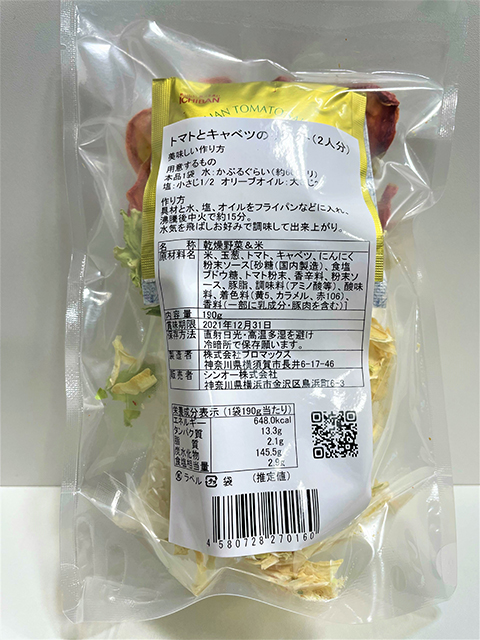 ICHIBAN
TOMATO
トマトとキャベツの (2人分)
美味しい作り方
用意するもの
本品1袋 水:かぶるぐらい(約
塩:小さじ1/2 オリーブオイル:大
作り方
具材と水、塩、オイルをフライパンなどに入れ、
沸騰後中火で約15分。
水気を飛ばしお好みで調味して出来上がり。
名 称 乾燥野菜&米
原材料名 米、玉葱、トマト、キャベツ、にんにく
粉末ソース[砂糖(国内製造)、食塩
ブドウ糖、トマト粉末、香辛料、粉末ソ
ース、豚脂、調味料(アミノ酸等)、酸味
料、着色料(黄5、カラメル、赤106)、
香料(一部に乳成分・豚肉を含む)]
内容量 190g
賞味期限 2021年12月31日
保存方法 直射日光・高温多湿を避け
冷暗所で保存願います。
製造者 株式会社プロマックス
神奈川県横須賀市長井6-17-46
販売者 シンオー株式会社
神奈川県横浜市金沢区鳥浜町6-3
栄養成分表示(1袋190g当たり)
エネルギー 648.0kcal
タンパク質 13.3g
脂 質 2.1g
炭水化物 145.5g
食塩相当量 2.9g
ラベル 袋 (推定値)
4 580728 270160